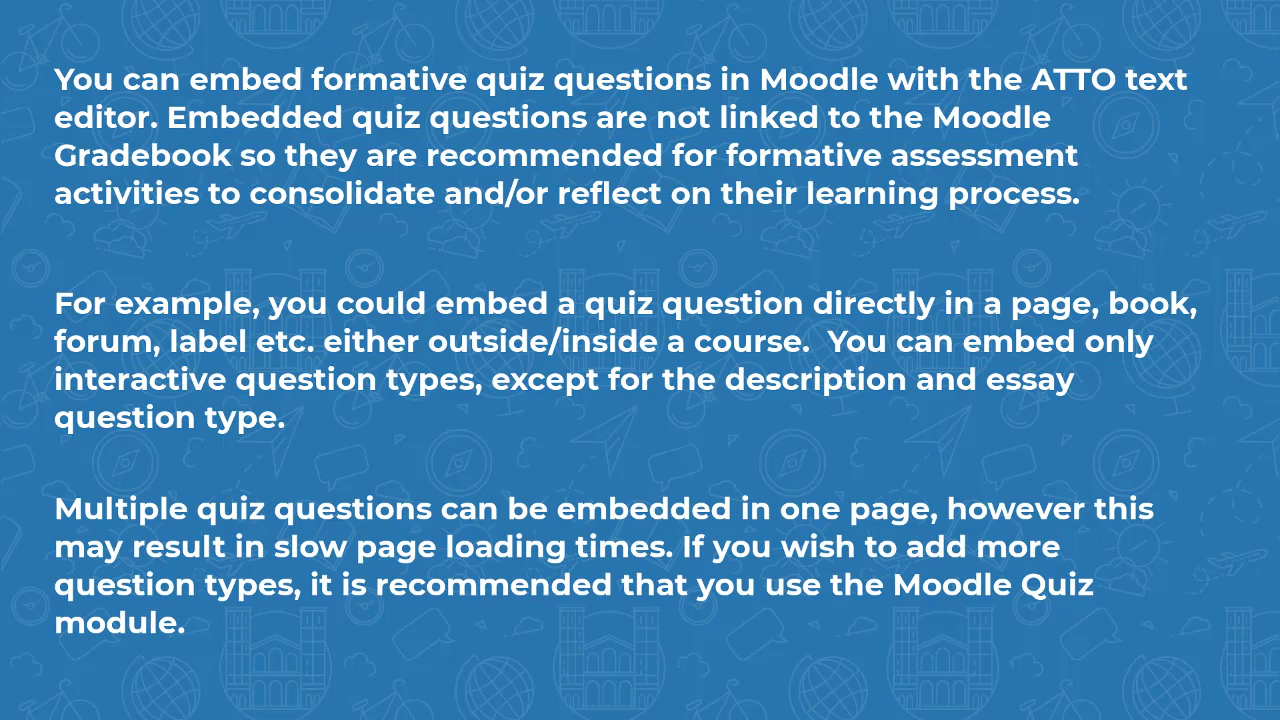 You can embed formative quiz questions in Moodle with the ATTO text
editor. Embedded quiz questions are not linked to the Moodle
Gradebook so they are recommended for formative assessment
activities to consolidate and/or reflect on their learning process.
For example, you could embed a quiz question directly in a page, book,
forum, label etc. either outside/inside a course.  You can embed only
interactive question types, except for the description and essay
question type.
Multiple quiz questions can be embedded in one page, however this
may result in slow page loading times. If you wish to add more
question types, it is recommended that you use the Moodle Quiz
module.